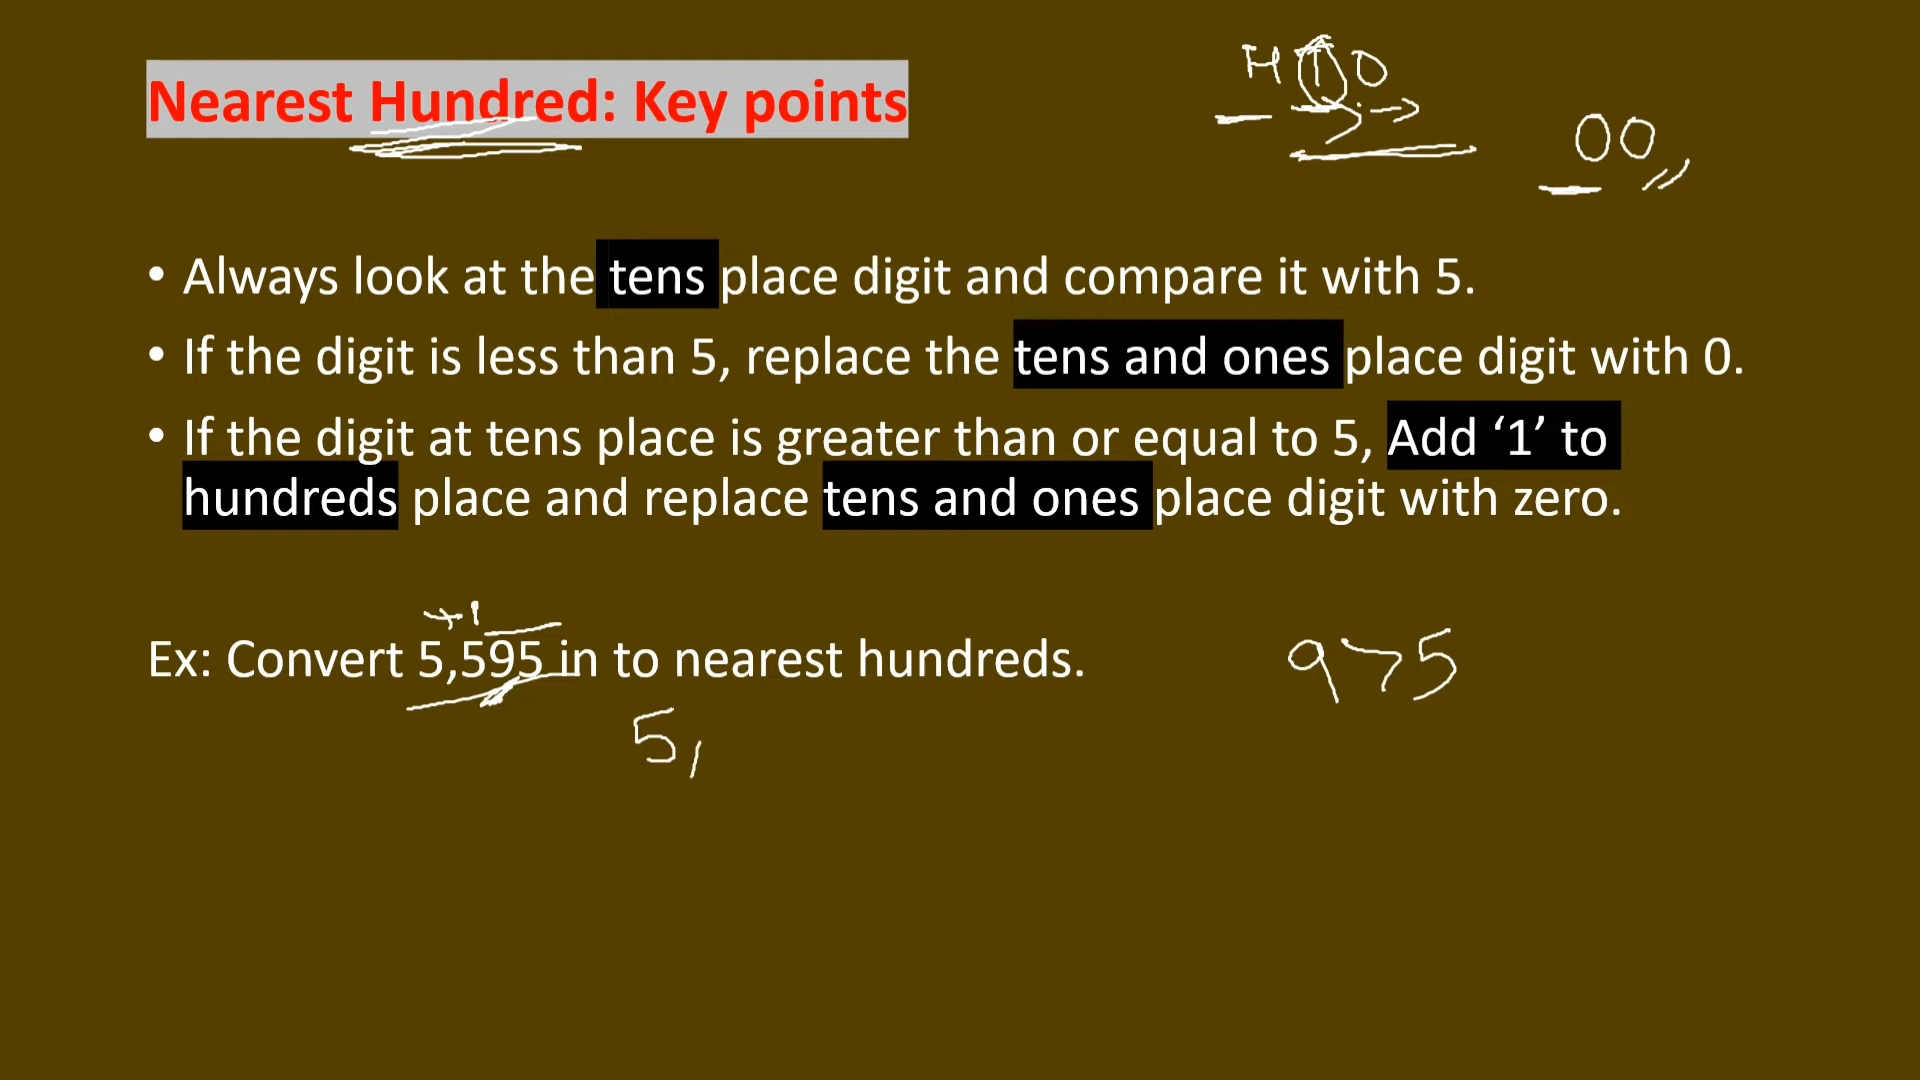 Nearest Hundred: Key points
H T O
00,,
• Always look at the tens place digit and compare it with 5.
• If the digit is less than 5, replace the tens and ones place digit with 0.
• If the digit at tens place is greater than or equal to 5, Add ‘1’ to
hundreds place and replace tens and ones place digit with zero.
+1
Ex: Convert 5,595 in to nearest hundreds.
9>5
5,